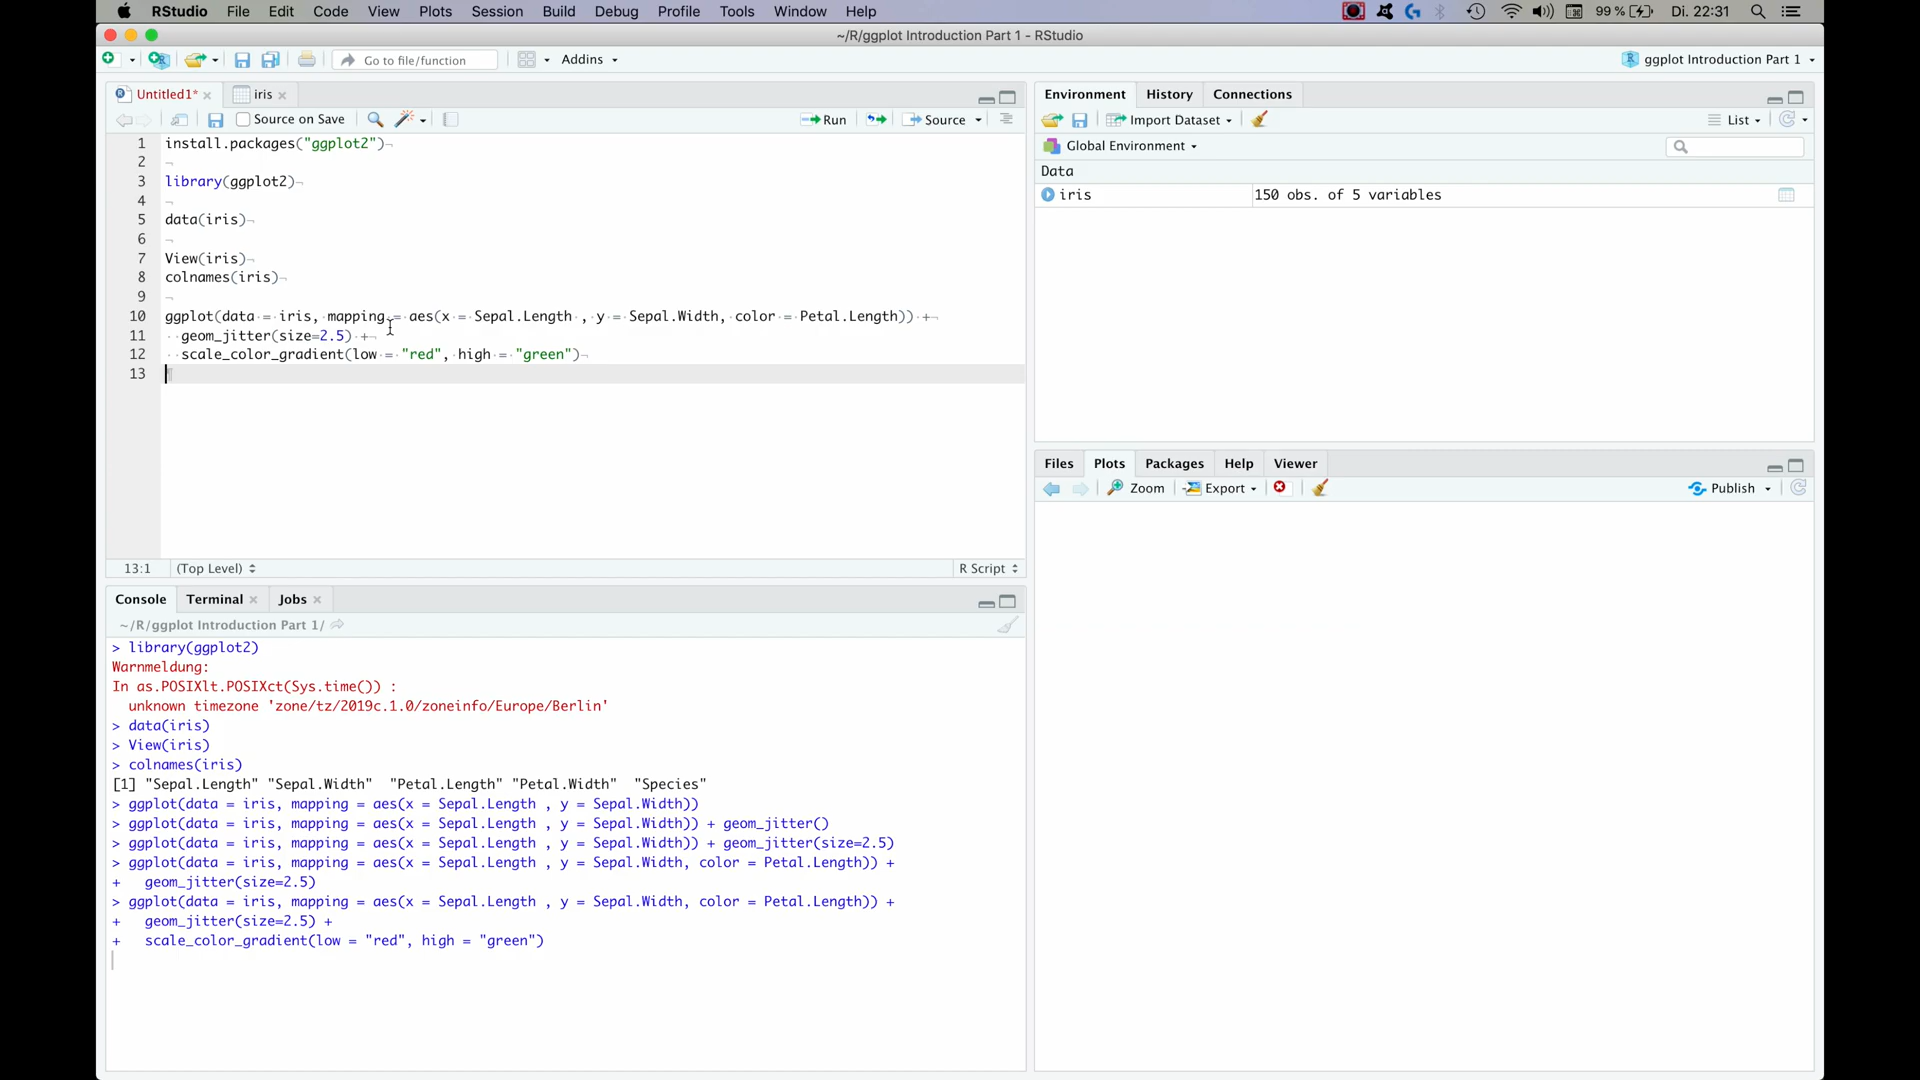 RStudio File Edit Code View Plots Session Build Debug Profile Tools Window Help 99 % Di. 22:31
~/R/ggplot Introduction Part 1 - RStudio
Go to file/function Addins ggplot Introduction Part 1
Untitled1* iris
Source on Save Run Source
1 install.packages("ggplot2")
2
3 library(ggplot2)
4
5 data(iris)
6
7 View(iris)
8 colnames(iris)
9
10 ggplot(data = iris, mapping = aes(x = Sepal.Length , y = Sepal.Width, color = Petal.Length)) +
11 geom_jitter(size=2.5) +
12 scale_color_gradient(low = "red", high = "green")
13
13:1 (Top Level) R Script
Console Terminal Jobs
~/R/ggplot Introduction Part 1/
> library(ggplot2)
Warnmeldung:
In as.POSIXlt.POSIXct(Sys.time()) :
unknown timezone 'zone/tz/2019c.1.0/zoneinfo/Europe/Berlin'
> data(iris)
> View(iris)
> colnames(iris)
[1] "Sepal.Length" "Sepal.Width" "Petal.Length" "Petal.Width" "Species"
> ggplot(data = iris, mapping = aes(x = Sepal.Length , y = Sepal.Width))
> ggplot(data = iris, mapping = aes(x = Sepal.Length , y = Sepal.Width)) + geom_jitter()
> ggplot(data = iris, mapping = aes(x = Sepal.Length , y = Sepal.Width)) + geom_jitter(size=2.5)
> ggplot(data = iris, mapping = aes(x = Sepal.Length , y = Sepal.Width, color = Petal.Length)) +
+ geom_jitter(size=2.5)
> ggplot(data = iris, mapping = aes(x = Sepal.Length , y = Sepal.Width, color = Petal.Length)) +
+ geom_jitter(size=2.5) +
+ scale_color_gradient(low = "red", high = "green")
Environment History Connections
Import Dataset List
Global Environment
Data
iris 150 obs. of 5 variables
Files Plots Packages Help Viewer
Zoom Export Publish